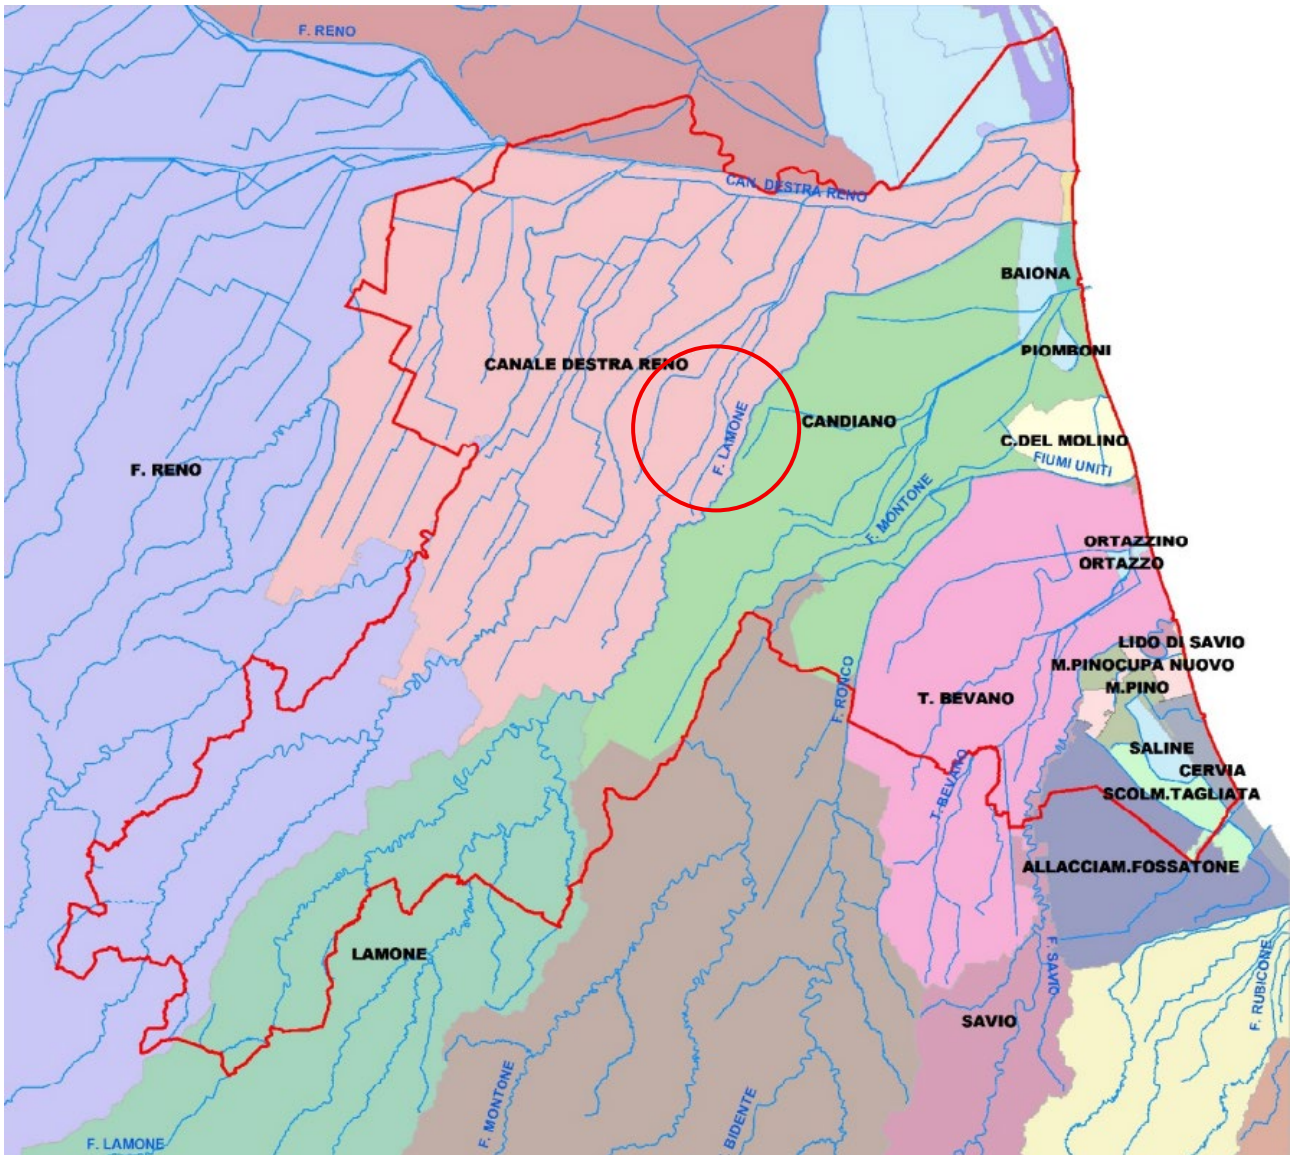 F. RENO
CAN. DESTRA RENO
BAIONA
PIOMBONI
CANALE DESTRA RENO
F. LAMONE
CANDIANO
C.DEL MOLINO
FIUMI UNITI
F. RENO
F. MONTONE
ORTAZZINO
ORTAZZO
LIDO DI SAVIO
M.PINOCUPA NUOVO
M.PINO
F. RONCO
T. BEVANO
SALINE
CERVIA
T. BEVANO
SCOLM.TAGLIATA
ALLACCIAM.FOSSATONE
LAMONE
F. SAVIO
F. RUBICONE
SAVIO
F. MONTONE
BIDENTE
F. LAMONE